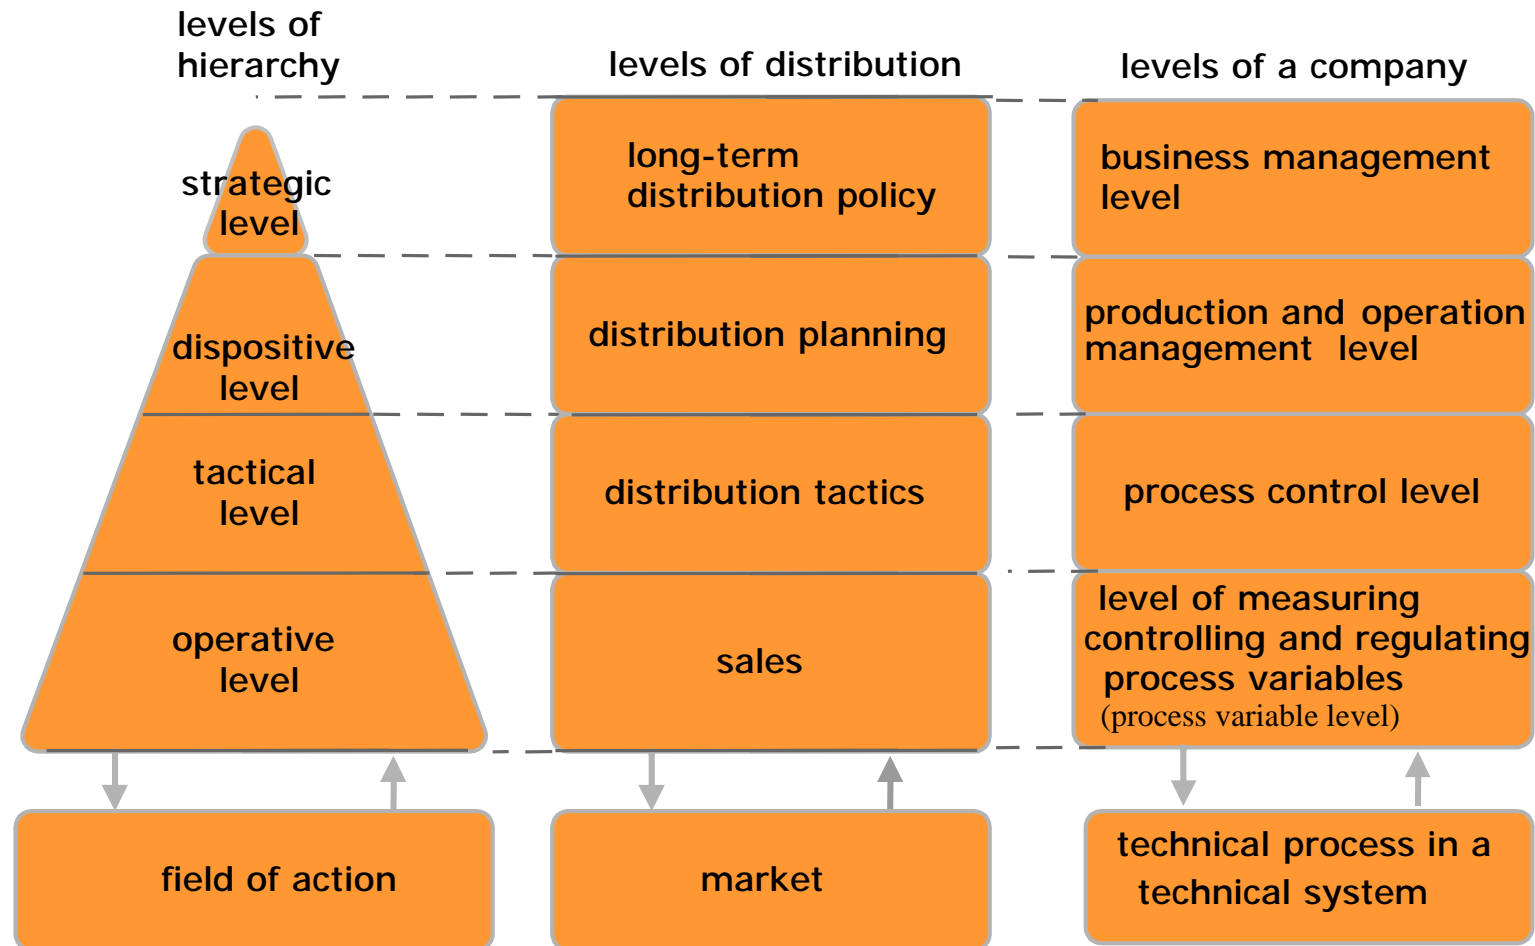 levels of
hierarchy
levels of distribution
levels of a company
strategic
level
long-term
distribution policy
business management
level
dispositive
level
distribution planning
production and operation
management level
tactical
level
distribution tactics
process control level
operative
level
sales
level of measuring
controlling and regulating
process variables
(process variable level)
field of action
market
technical process in a
technical system